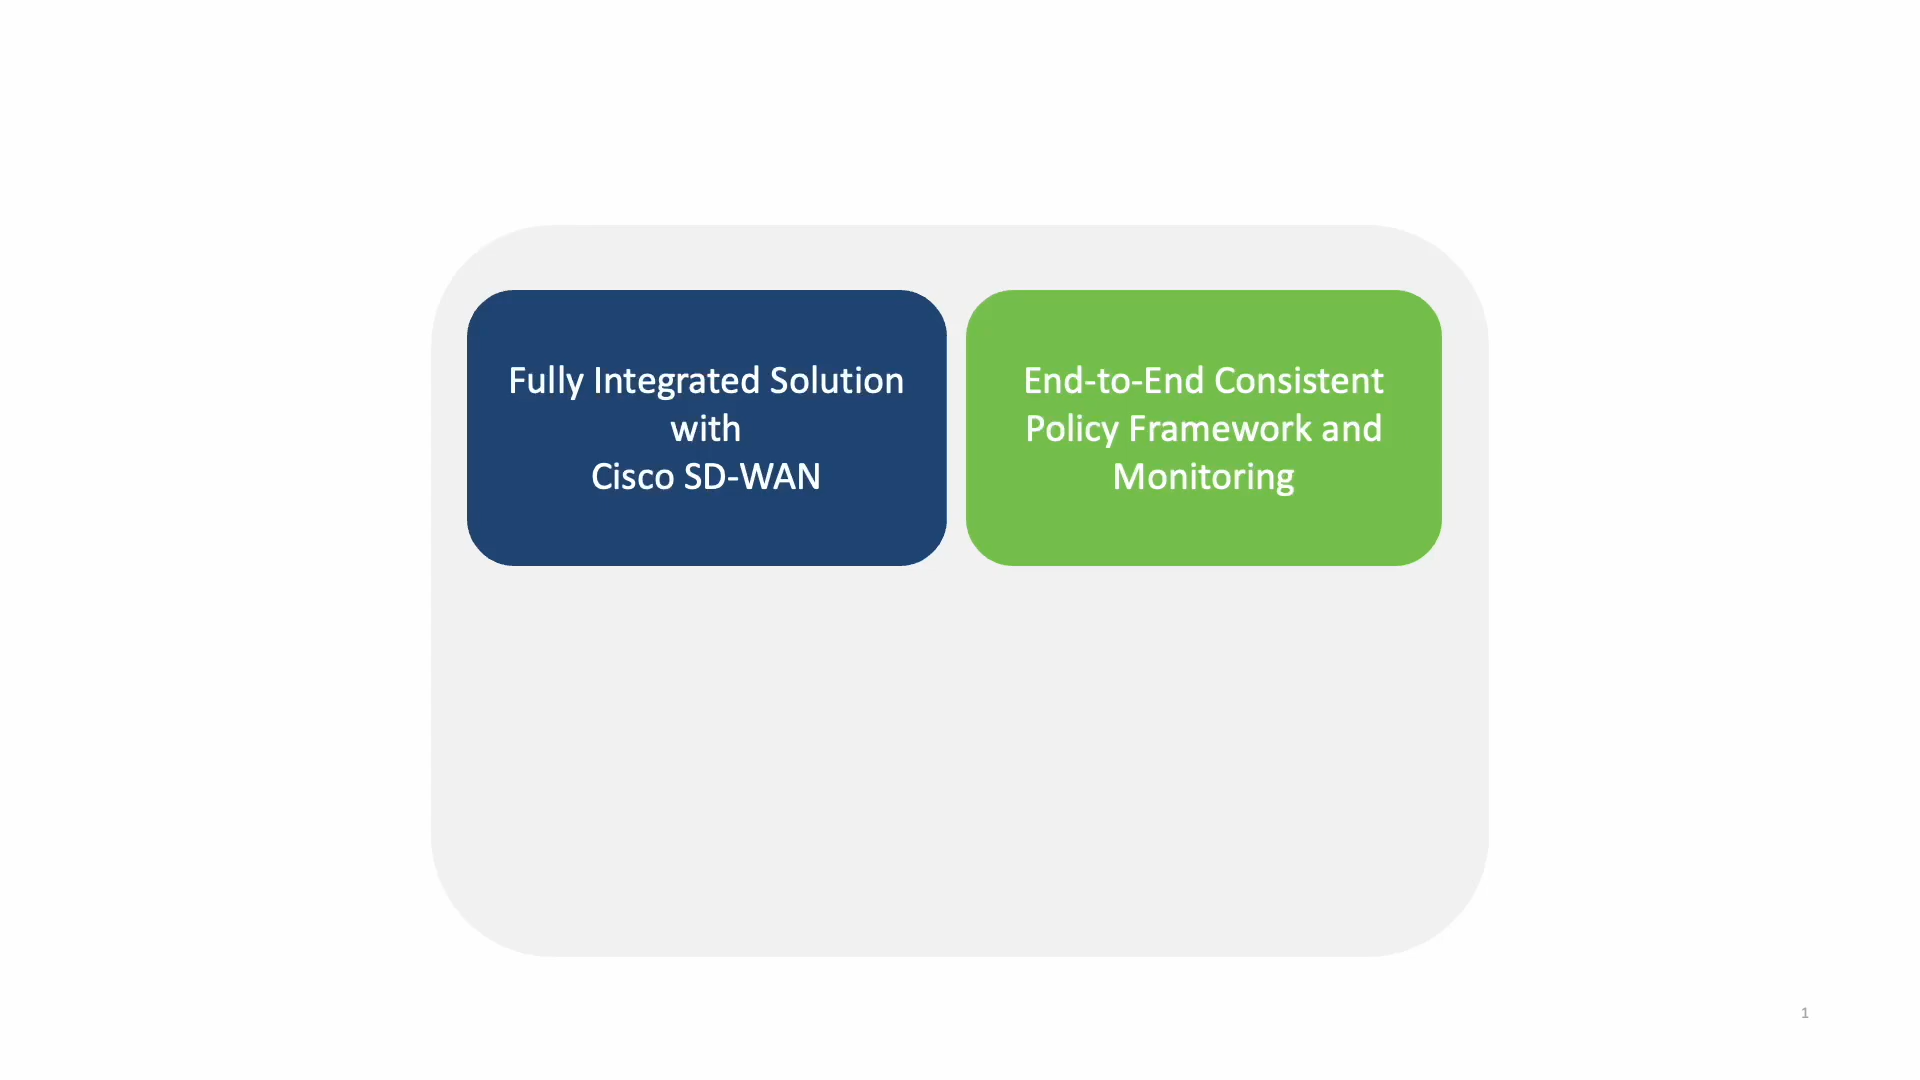 Fully Integrated Solution
with
Cisco SD-WAN
End-to-End Consistent
Policy Framework and
Monitoring
1